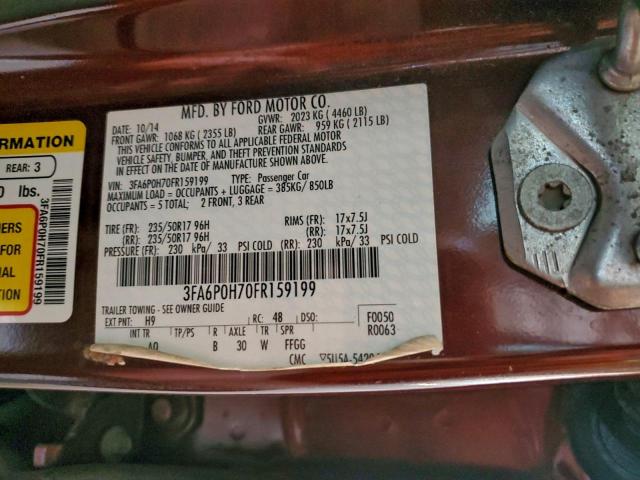 MFD. BY FORD MOTOR CO.
DATE: 10/14 GVWR: 2023 KG ( 4460 LB)
FRONT GAWR: 1068 KG ( 2355 LB) REAR GAWR: 959 KG ( 2115 LB)
THIS VEHICLE CONFORMS TO ALL APPLICABLE FEDERAL MOTOR
VEHICLE SAFETY, BUMPER, AND THEFT PREVENTION STANDARDS
IN EFFECT ON THE DATE OF MANUFACTURE SHOWN ABOVE.
VIN: 3FA6P0H70FR159199 TYPE: Passenger Car
MAXIMUM LOAD = OCCUPANTS + LUGGAGE = 385KG/ 850LB
OCCUPANTS = 5 TOTAL; 2 FRONT, 3 REAR
TIRE (FR): 235/50R17 96H RIMS (FR): 17x7.5J
(RR): 235/50R17 96H (RR): 17x7.5J
PRESSURE (FR): 230 kPa/ 33 PSI COLD (RR): 230 kPa/ 33 PSI COLD
3FA6P0H70FR159199
TRAILER TOWING - SEE OWNER GUIDE
EXT PNT: H9 RC: 48 DSO: F0050
R0063
INT TR TP/PS R AXLE TR SPR
AQ B 30 W FFGG
CMC
RMATION
REAR: 3
0 lbs.
3FA6P0H70FR159199